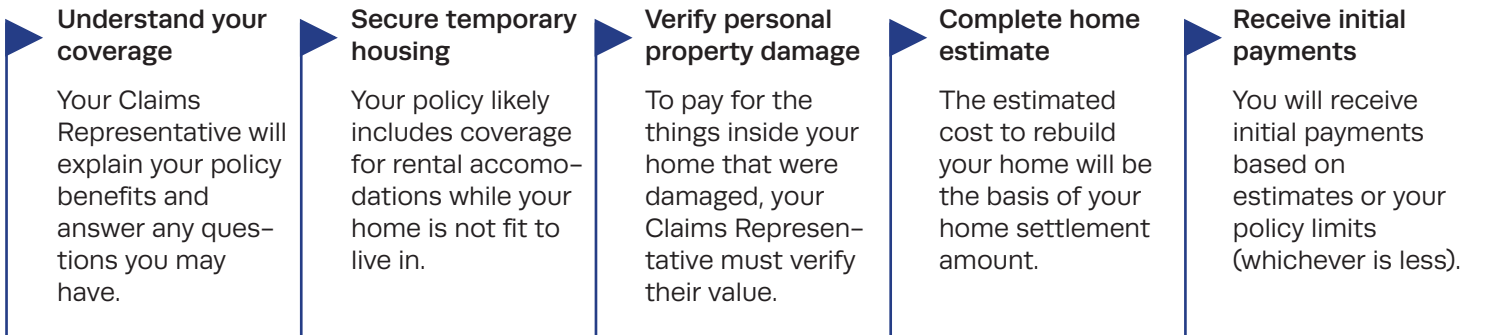 Understand your
coverage
Your Claims
Representative will
explain your policy
benefits and
answer any ques-
tions you may
have.
Secure temporary
housing
Your policy likely
includes coverage
for rental accomo-
dations while your
home is not fit to
live in.
Verify personal
property damage
To pay for the
things inside your
home that were
damaged, your
Claims Represen-
tative must verify
their value.
Complete home
estimate
The estimated
cost to rebuild
your home will be
the basis of your
home settlement
amount.
Receive initial
payments
You will receive
initial payments
based on
estimates or your
policy limits
(whichever is less).